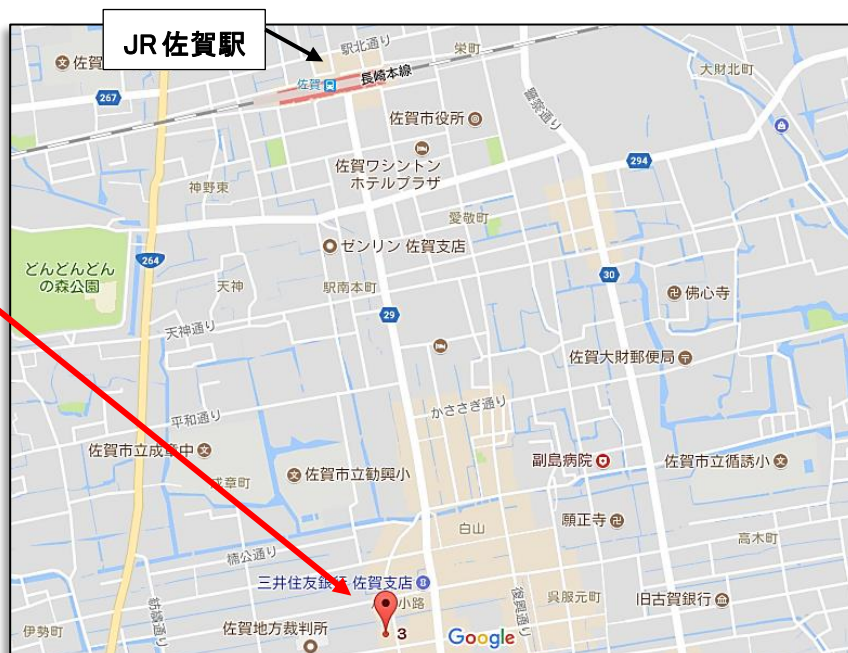 JR 佐賀駅
駅北通り
栄町
佐賀
長崎本線
佐賀
267
大財北町
佐賀市役所
佐賀ワシントン
ホテルプラザ
294
神野東
愛敬町
ゼンリン 佐賀支店
264
どんどんどん
の森公園
天神
駅南本町
30
佛心寺
29
天神通り
佐賀大財郵便局
かささぎ通り
平和通り
佐賀市立成章中
成章町
佐賀市立勧興小
副島病院
佐賀市立循誘小
白山
願正寺
高木町
楠公通り
三井住友銀行 佐賀支店
小路
呉服元町
旧古賀銀行
伊勢町
佐賀地方裁判所
3
Google